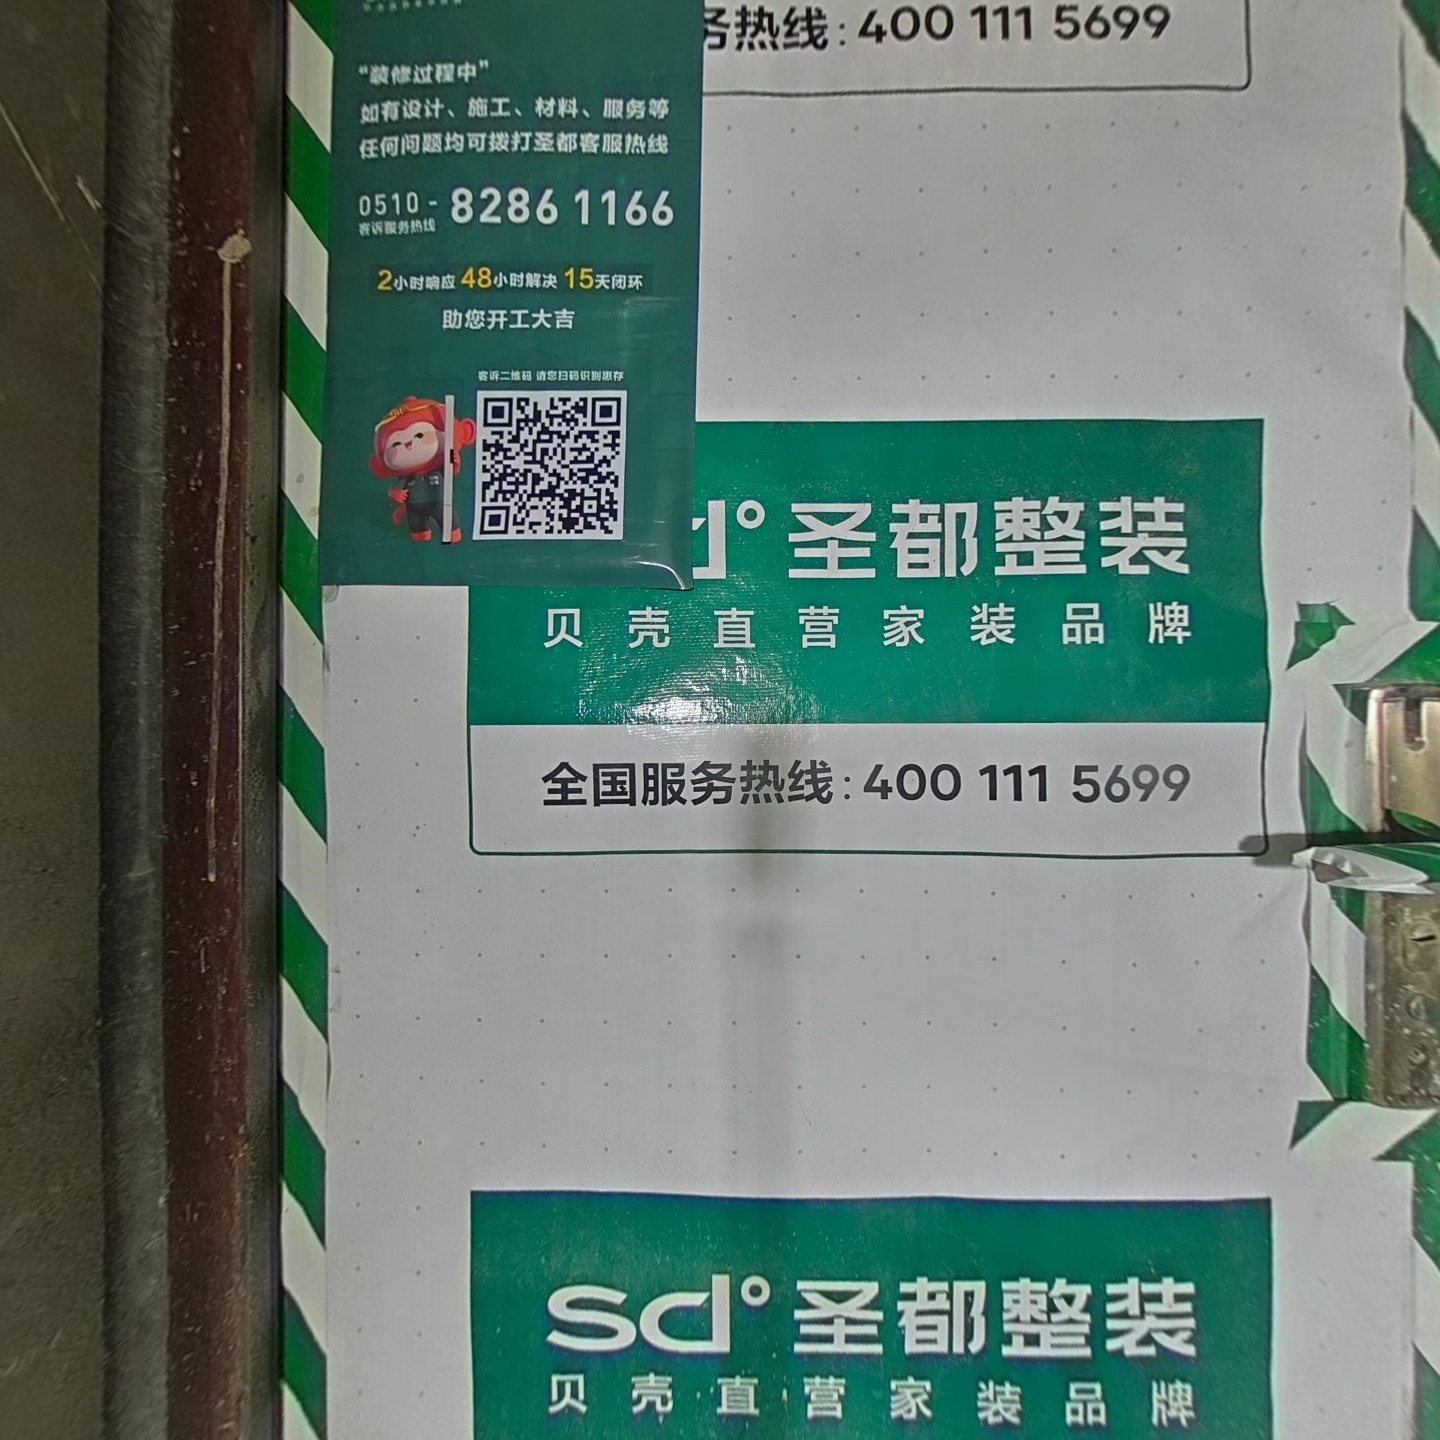 务热线:400 111 5699
“装修过程中”
如有设计、施工、材料、服务等
任何问题均可拨打圣都客服热线
0510-8286 1166
客诉服务热线
2小时响应 48小时解决 15天闭环
助您开工大吉
客诉二维码 请您扫码识别惠存
d° 圣都整装
贝壳直营家装品牌
全国服务热线:400 111 5699
sd° 圣都整装
贝壳直营家装品牌